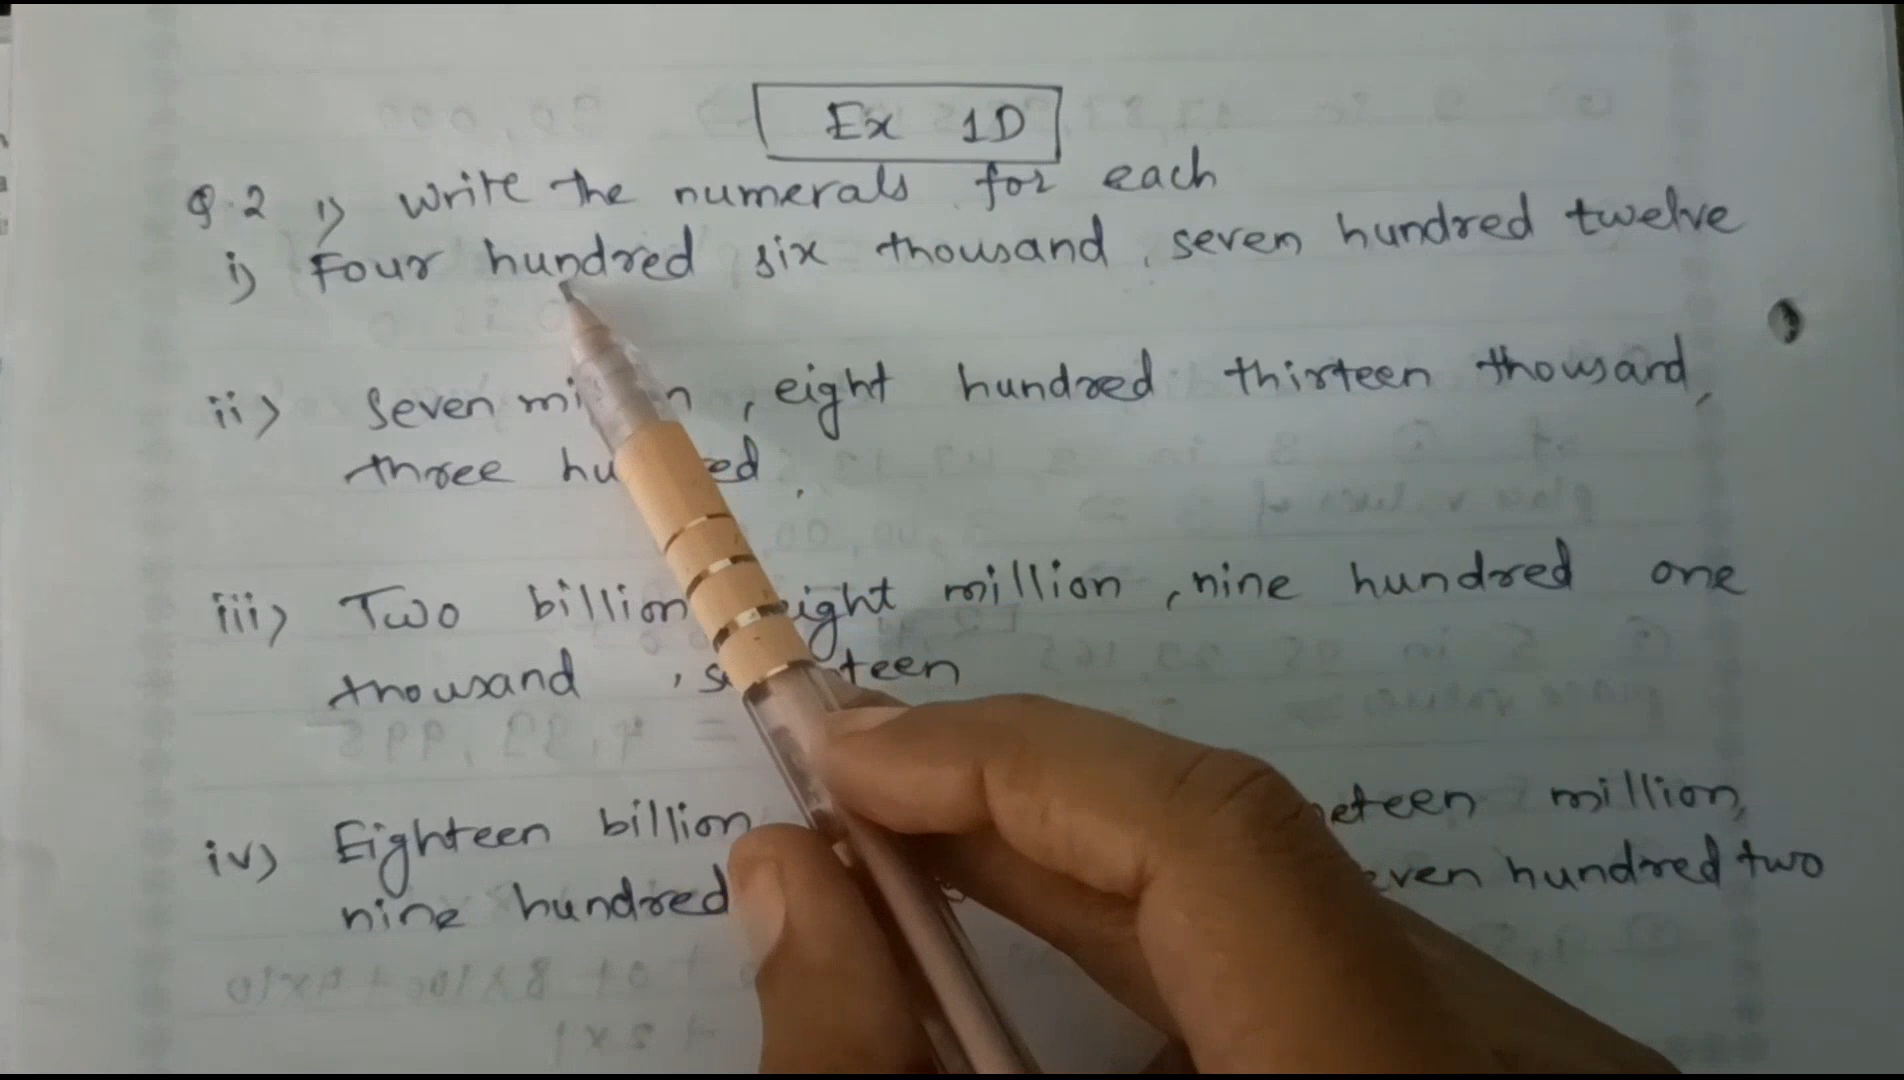 Ex 1D
Q.2 1) Write the numerals for each
i) Four hundred six thousand, seven hundred twelve
ii) Seven , eight hundred thirteen thousand,
three
iii) Two billion million, nine hundred one
thousand,
iv) Eighteen billion million,
nine hundred hundred two